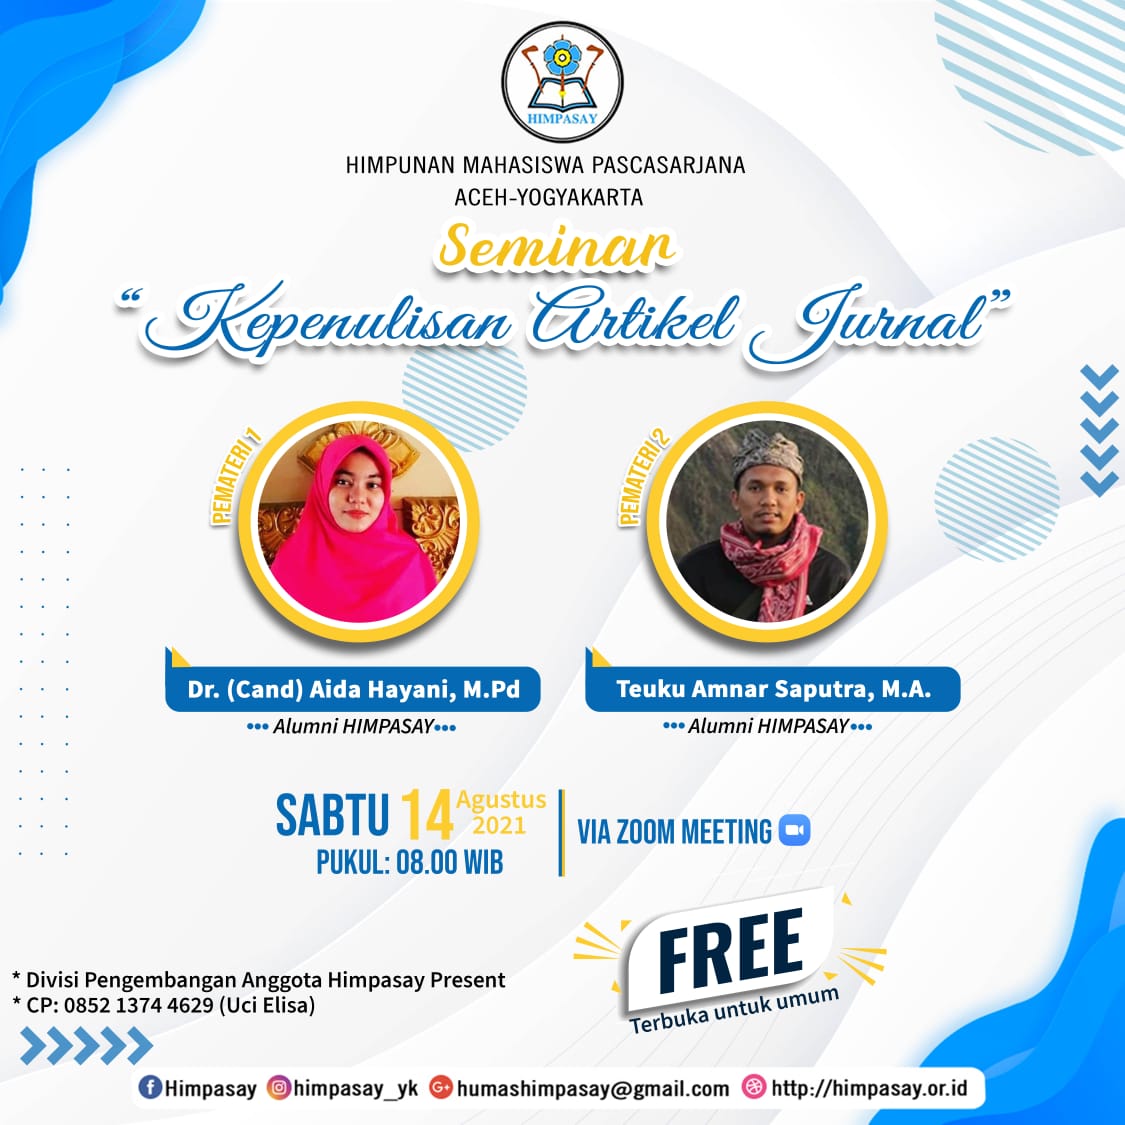 HIMPASAY
HIMPUNAN MAHASISWA PASCASARJANA
ACEH-YOGYAKARTA
Seminar
“Kepenulisan Artikel Jurnal”
PEMATERI 1
PEMATERI 2
Dr. (Cand) Aida Hayani, M.Pd
Teuku Amnar Saputra, M.A.
Alumni HIMPASAY
Alumni HIMPASAY
SABTU 14 Agustus 2021
PUKUL: 08.00 WIB
VIA ZOOM MEETING
FREE
Terbuka untuk umum
* Divisi Pengembangan Anggota Himpasay Present
* CP: 0852 1374 4629 (Uci Elisa)
Himpasay himpasay_yk humashimpasay@gmail.com http://himpasay.or.id